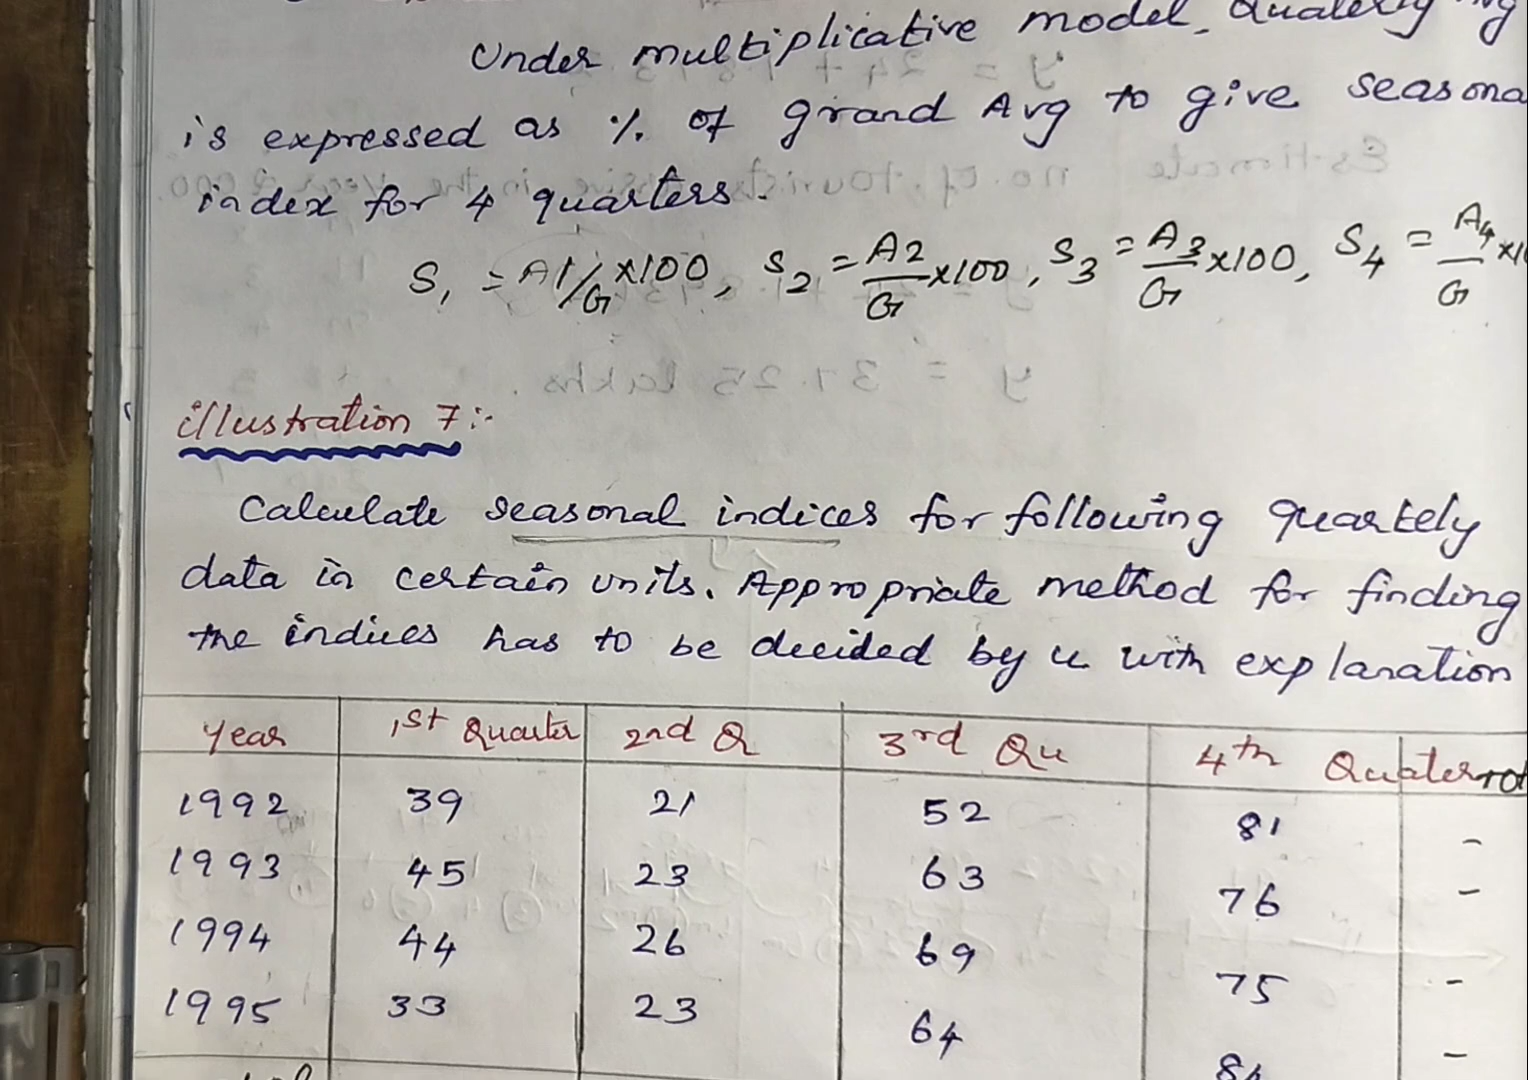 Under multiplicative model, Quaterly
is expressed as %. of grand Avg to give seasona
index for 4 quarters.
S1 = A1/G x100, S2 = A2/G x100, S3 = A3/G x100, S4 = A4/G x1
illustration 7:-
Calculate seasonal indices for following quartely
data in certain units. Appropriate method for finding
the indices has to be decided by u with explanation
Year 1st Quarter 2nd Q 3rd Qu 4th Quater
1992 39 21 52 81 -
1993 45 23 63 76 -
1994 44 26 69 75 -
1995 33 23 64 -